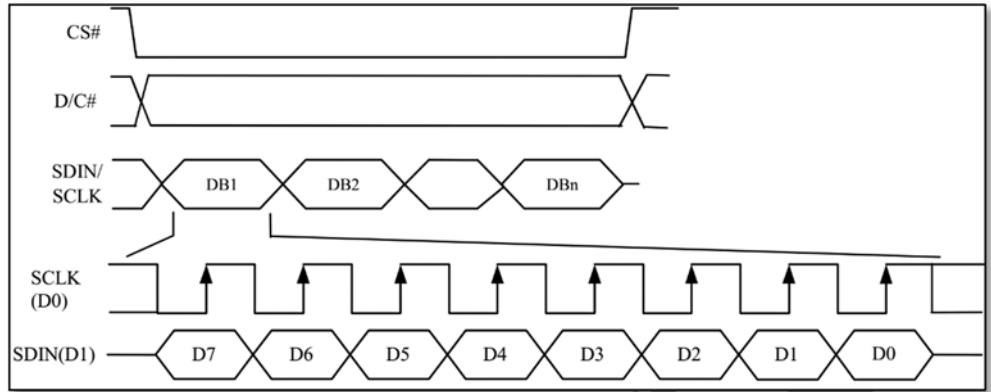 CS#
D/C#
SDIN/
SCLK
DB1 DB2 DBn
SCLK
(D0)
SDIN(D1) D7 D6 D5 D4 D3 D2 D1 D0